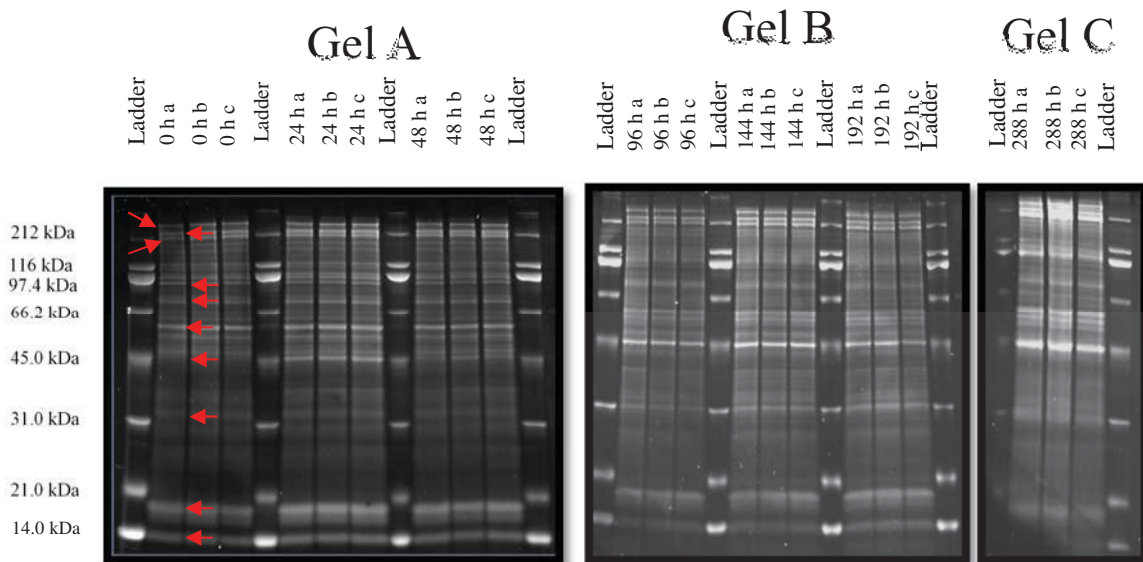 Gel A
Gel B
Gel C
Ladder
0 h a
0 h b
0 h c
Ladder
24 h a
24 h b
24 h c
Ladder
48 h a
48 h b
48 h c
Ladder
Ladder
96 h a
96 h b
96 h c
Ladder
144 h a
144 h b
144 h c
Ladder
192 h a
192 h b
192 h c
Ladder
Ladder
288 h a
288 h b
288 h c
Ladder
212 kDa
116 kDa
97.4 kDa
66.2 kDa
45.0 kDa
31.0 kDa
21.0 kDa
14.0 kDa